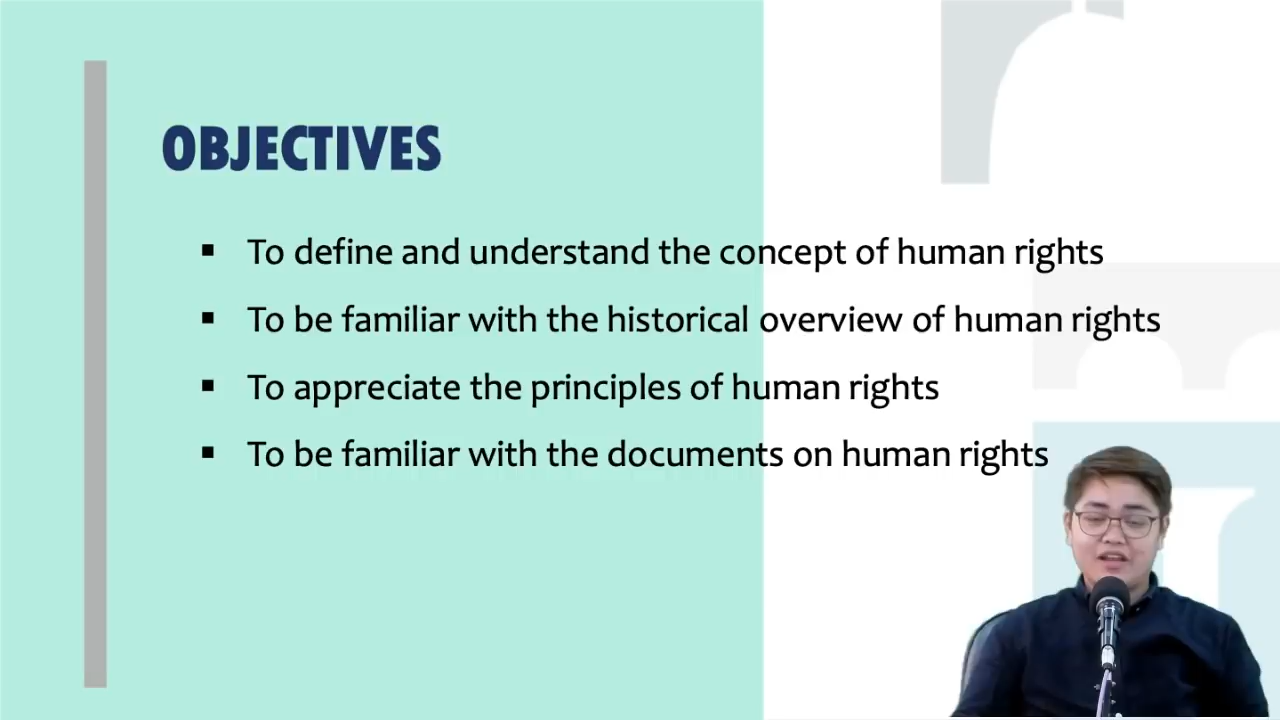 OBJECTIVES
▪ To define and understand the concept of human rights
▪ To be familiar with the historical overview of human rights
▪ To appreciate the principles of human rights
▪ To be familiar with the documents on human rights